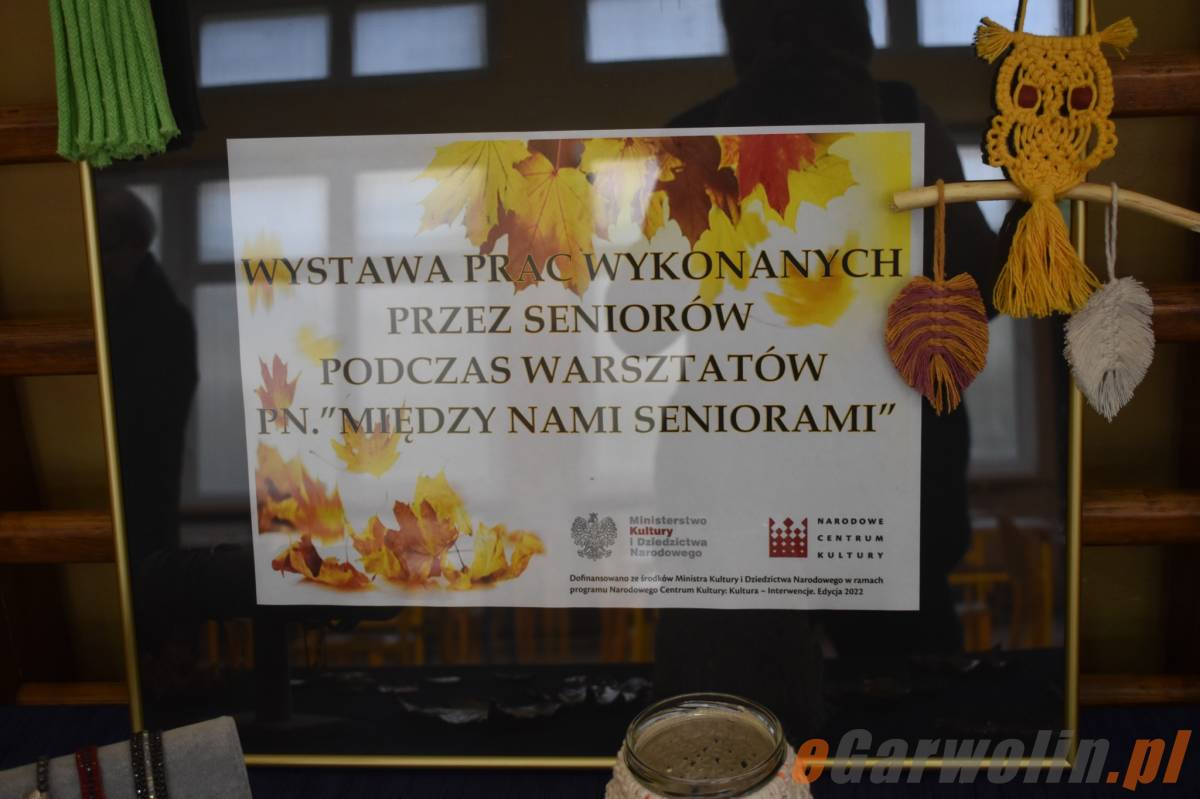 WYSTAWA PRAC WYKONANYCH
PRZEZ SENIORÓW
PODCZAS WARSZTATÓW
PN."MIĘDZY NAMI SENIORAMI"
Ministerstwo
Kultury
i Dziedzictwa
Narodowego
NARODOWE
CENTRUM
KULTURY
Dofinansowano ze środków Ministra Kultury i Dziedzictwa Narodowego w ramach
programu Narodowego Centrum Kultury: Kultura – Interwencje. Edycja 2022
eGarwolin.pl